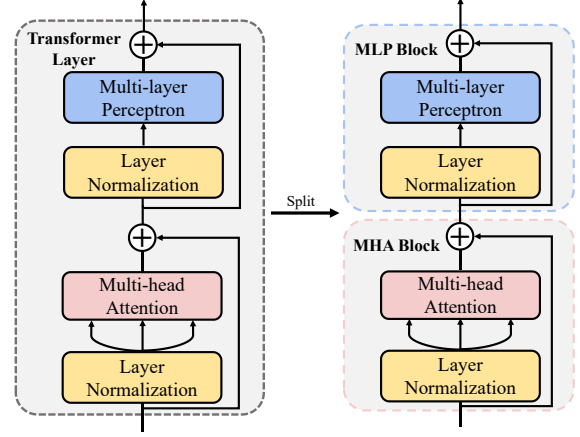 Transformer
Layer
Multi-layer
Perceptron
Layer
Normalization
Multi-head
Attention
Layer
Normalization
Split
MLP Block
Multi-layer
Perceptron
Layer
Normalization
MHA Block
Multi-head
Attention
Layer
Normalization